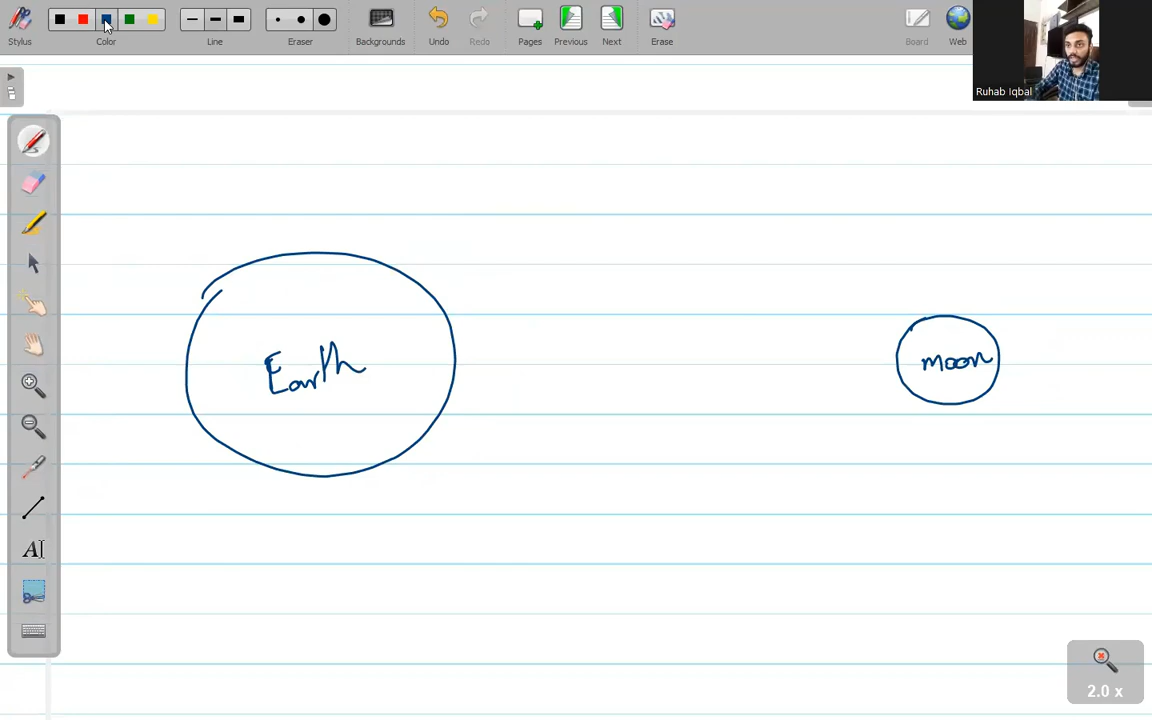 Stylus
Color
Line
Eraser
Backgrounds
Undo
Redo
Pages
Previous
Next
Erase
Board
Web
Ruhab Iqbal
Earth
moon
AI
2.0 x